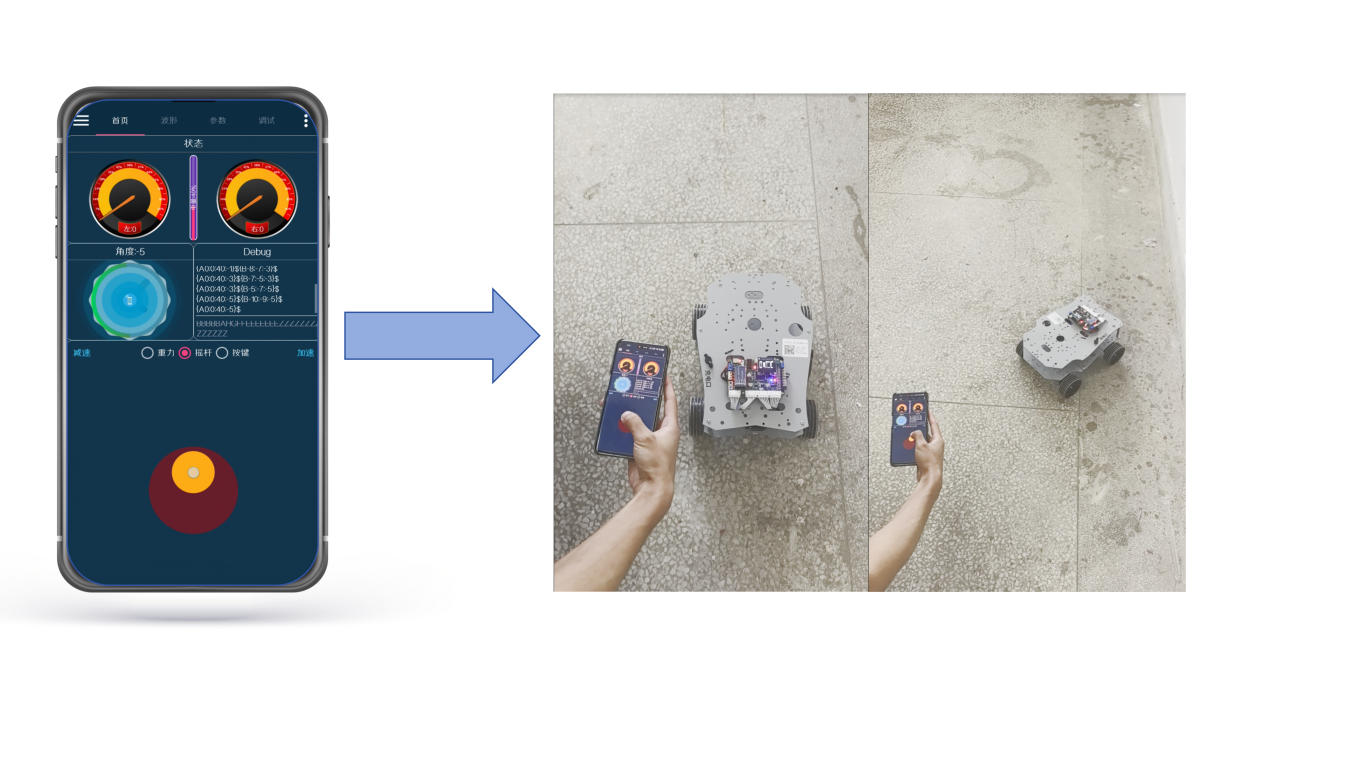 首页 波形 参数 调试
状态
左:0
右:0
角度:-5
Debug
{A0:0:40:-1}$\{B-8:-7:-3}$
{A0:0:40:-3}$\{B-7:-5:-3}$
{A0:0:40:-3}$\{B-5:-7:-5}$
{A0:0:40:-5}$\{B-10:-9:-5}$
{A0:0:40:-5}$
ZZZZZZ
减速 重力 摇杆 按键 加速